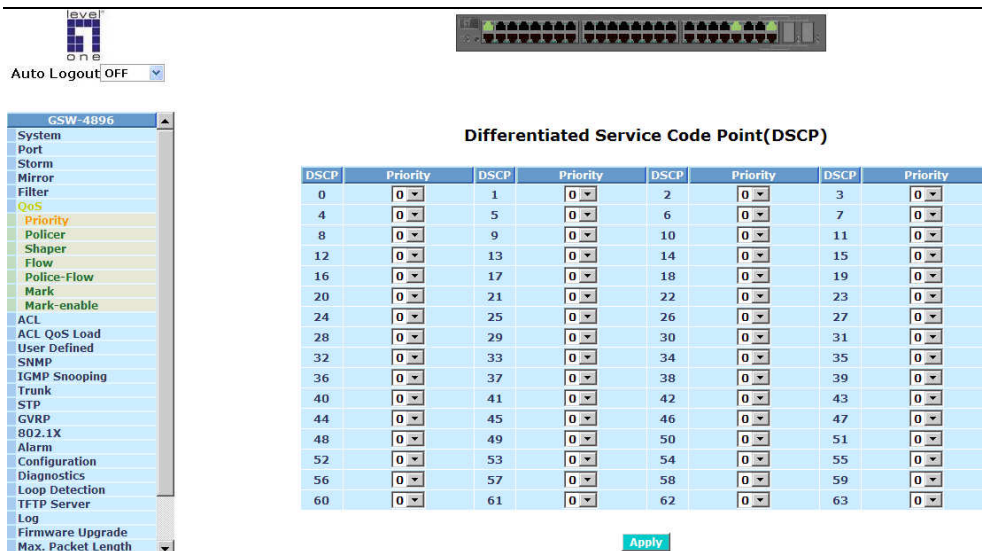 level
one
Auto Logout OFF
GSW-4896
System
Port
Storm
Mirror
Filter
QoS
Priority
Policer
Shaper
Flow
Police-Flow
Mark
Mark-enable
ACL
ACL QoS Load
User Defined
SNMP
IGMP Snooping
Trunk
STP
GVRP
802.1X
Alarm
Configuration
Diagnostics
Loop Detection
TFTP Server
Log
Firmware Upgrade
Max. Packet Length
Differentiated Service Code Point(DSCP)
DSCP Priority DSCP Priority DSCP Priority DSCP Priority
0 0 1 0 2 0 3 0
4 0 5 0 6 0 7 0
8 0 9 0 10 0 11 0
12 0 13 0 14 0 15 0
16 0 17 0 18 0 19 0
20 0 21 0 22 0 23 0
24 0 25 0 26 0 27 0
28 0 29 0 30 0 31 0
32 0 33 0 34 0 35 0
36 0 37 0 38 0 39 0
40 0 41 0 42 0 43 0
44 0 45 0 46 0 47 0
48 0 49 0 50 0 51 0
52 0 53 0 54 0 55 0
56 0 57 0 58 0 59 0
60 0 61 0 62 0 63 0
Apply